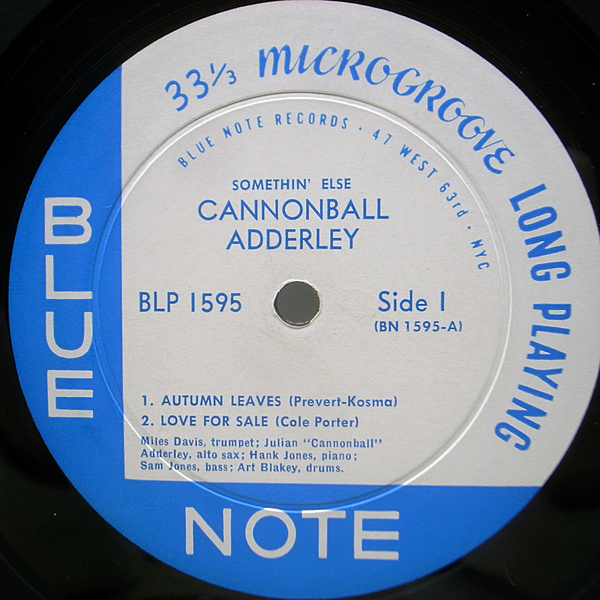 33⅓ MICROGROOVE LONG PLAYING
BLUE NOTE RECORDS · 47 WEST 63rd · NYC
SOMETHIN' ELSE
CANNONBALL
ADDERLEY
BLP 1595
Side 1
(BN 1595-A)
1. AUTUMN LEAVES (Prevert-Kosma)
2. LOVE FOR SALE (Cole Porter)
Miles Davis, trumpet; Julian "Cannonball"
Adderley, alto sax; Hank Jones, piano;
Sam Jones, bass; Art Blakey, drums.
BLUE
NOTE